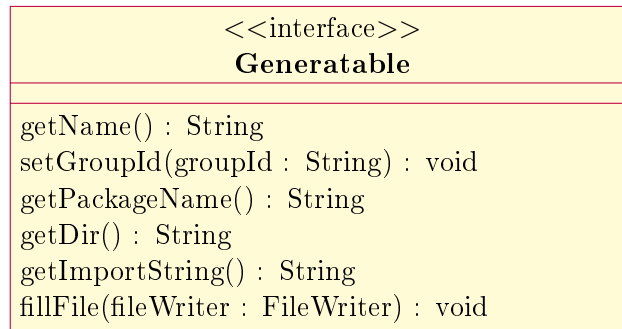 <<interface>>
Generatable
getName() : String
setGroupId(groupId : String) : void
getPackageName() : String
getDir() : String
getImportString() : String
fillFile(fileWriter : FileWriter) : void